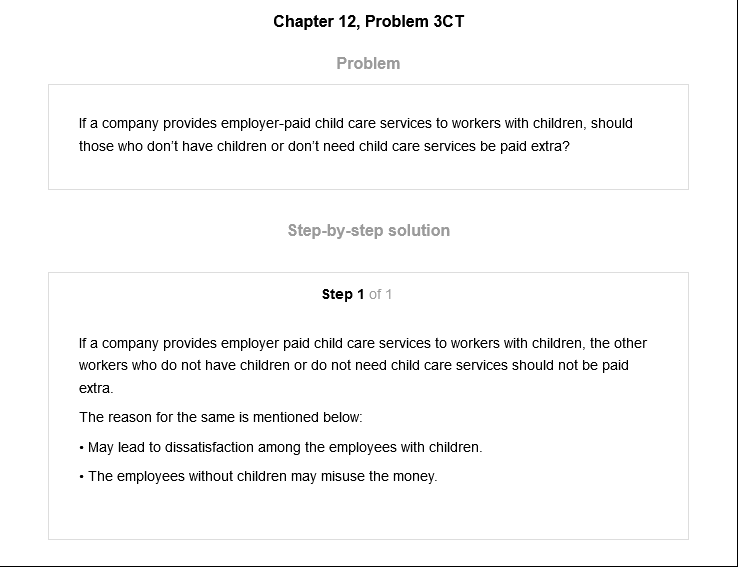 Chapter 12, Problem 3CT
Problem
If a company provides employer-paid child care services to workers with children, should
those who don't have children or don't need child care services be paid extra?
Step-by-step solution
Step 1 of 1
If a company provides employer paid child care services to workers with children, the other
workers who do not have children or do not need child care services should not be paid
extra.
The reason for the same is mentioned below:
• May lead to dissatisfaction among the employees with children.
• The employees without children may misuse the money.